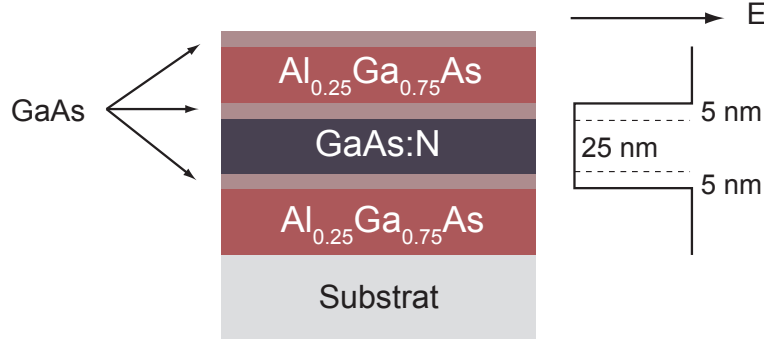 E
Al0.25Ga0.75As
GaAs
5 nm
GaAs:N
25 nm
5 nm
Al0.25Ga0.75As
Substrat